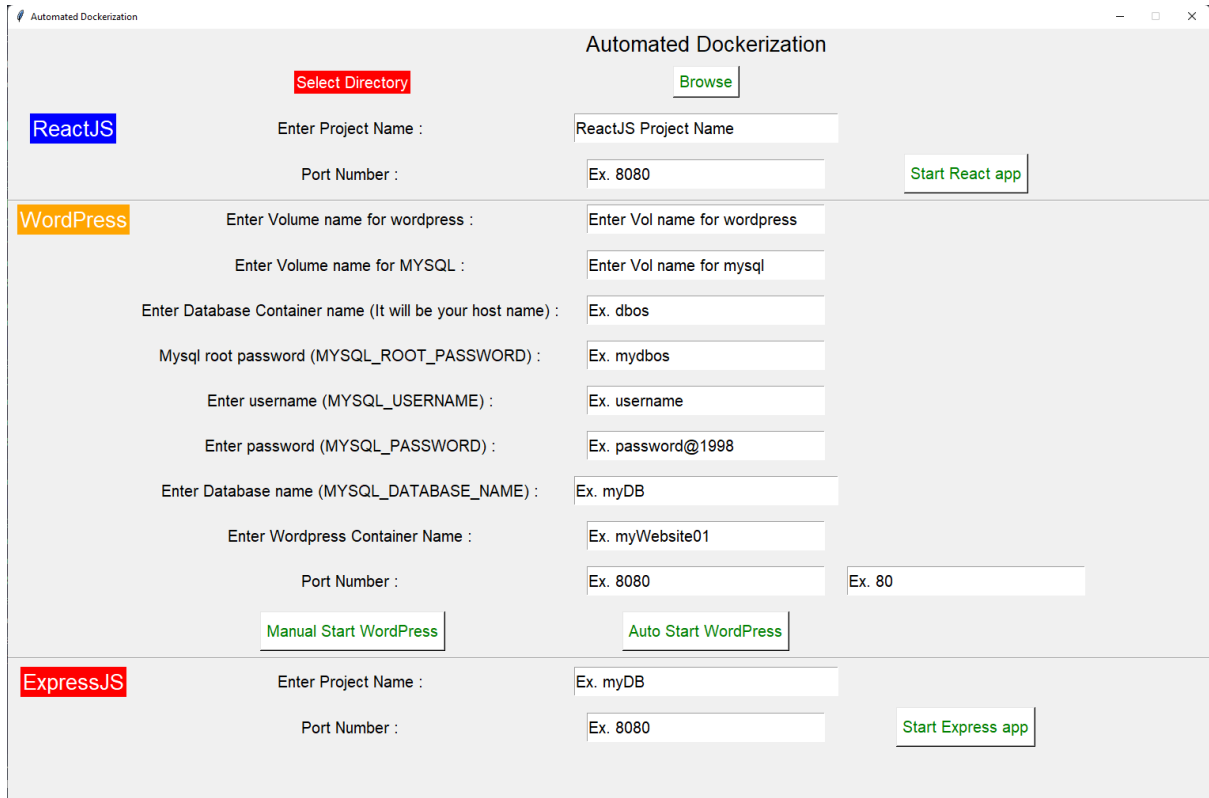 Automated Dockerization
Automated Dockerization
Select Directory Browse
ReactJS Enter Project Name : ReactJS Project Name
Port Number : Ex. 8080 Start React app
WordPress Enter Volume name for wordpress : Enter Vol name for wordpress
Enter Volume name for MYSQL : Enter Vol name for mysql
Enter Database Container name (It will be your host name) : Ex. dbos
Mysql root password (MYSQL_ROOT_PASSWORD) : Ex. mydbos
Enter username (MYSQL_USERNAME) : Ex. username
Enter password (MYSQL_PASSWORD) : Ex. password@1998
Enter Database name (MYSQL_DATABASE_NAME) : Ex. myDB
Enter Wordpress Container Name : Ex. myWebsite01
Port Number : Ex. 8080 Ex. 80
Manual Start WordPress Auto Start WordPress
ExpressJS Enter Project Name : Ex. myDB
Port Number : Ex. 8080 Start Express app